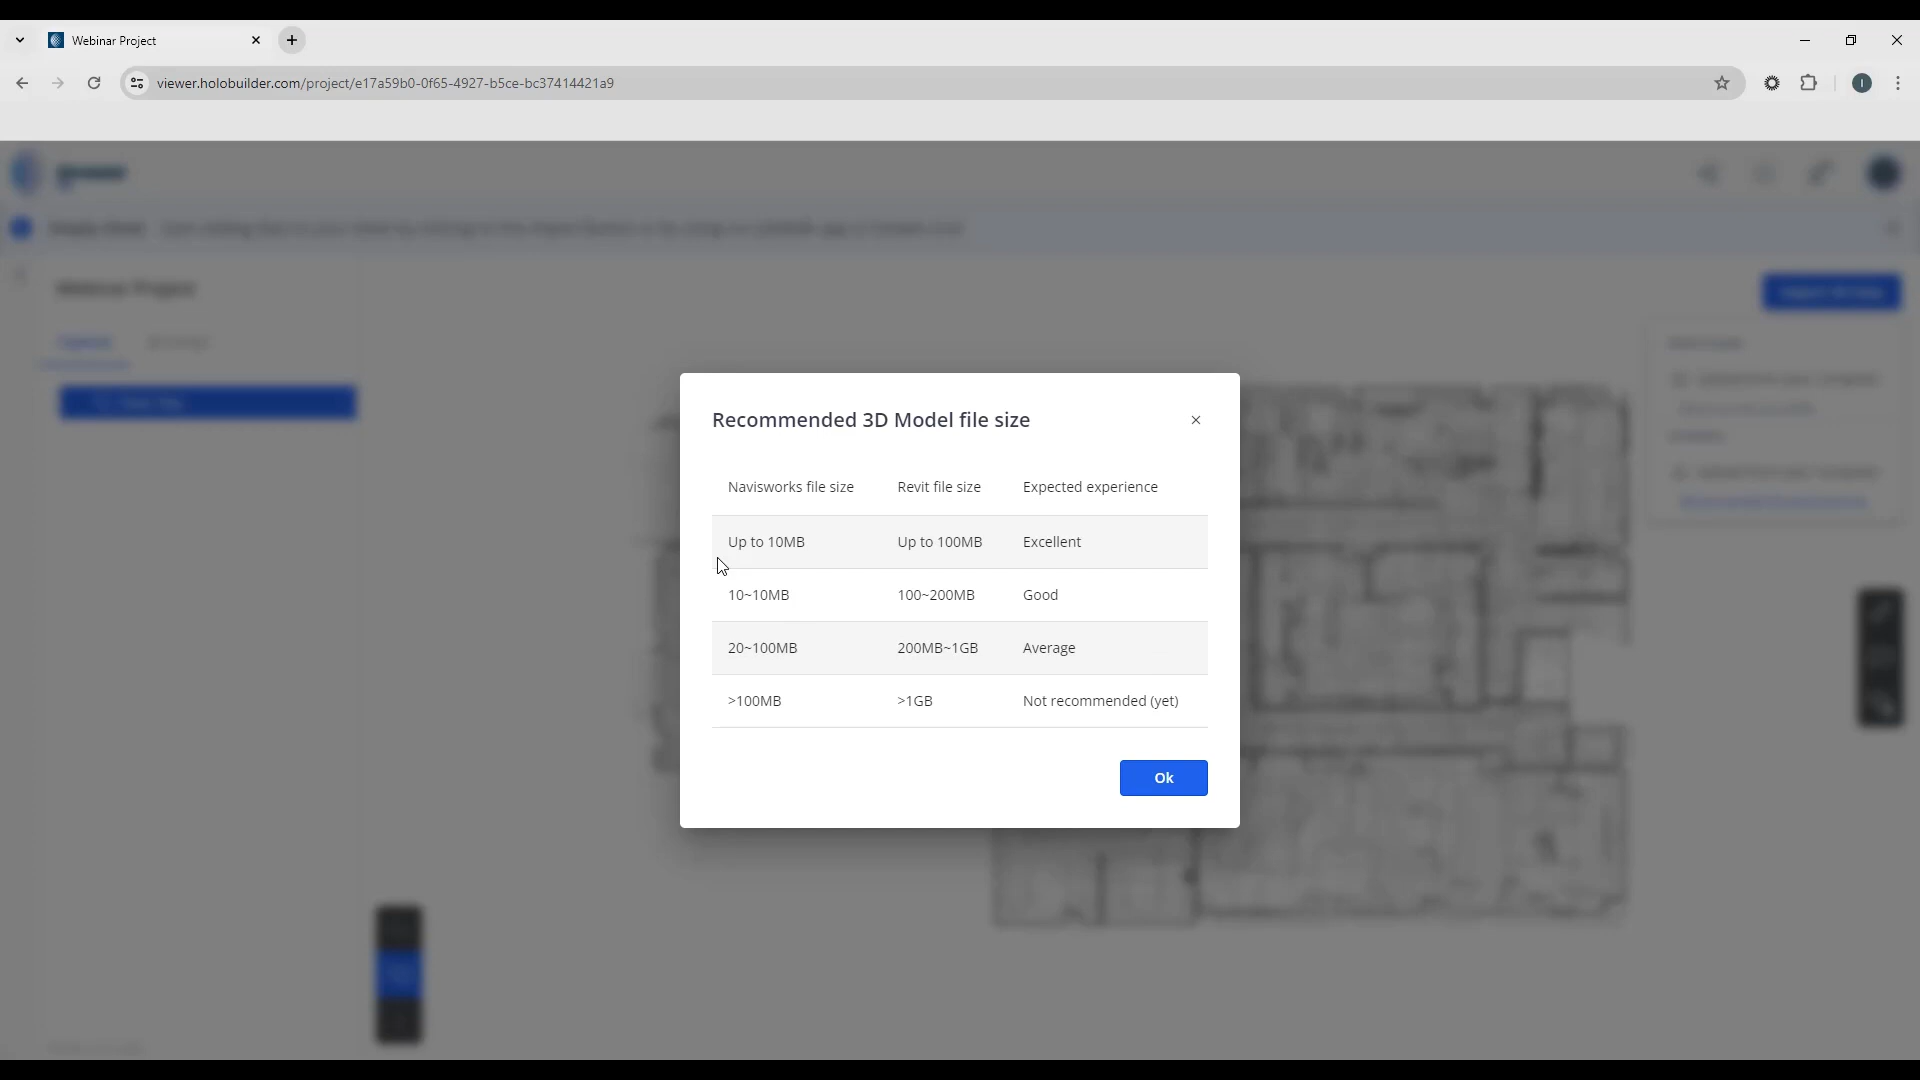 Webinar Project
viewer.holobuilder.com/project/e17a59b0-0f65-4927-b5ce-bc37414421a9
I
Webinar Project
Recommended 3D Model file size
Navisworks file size Revit file size Expected experience
Up to 10MB Up to 100MB Excellent
10~10MB 100~200MB Good
20~100MB 200MB~1GB Average
>100MB >1GB Not recommended (yet)
Ok